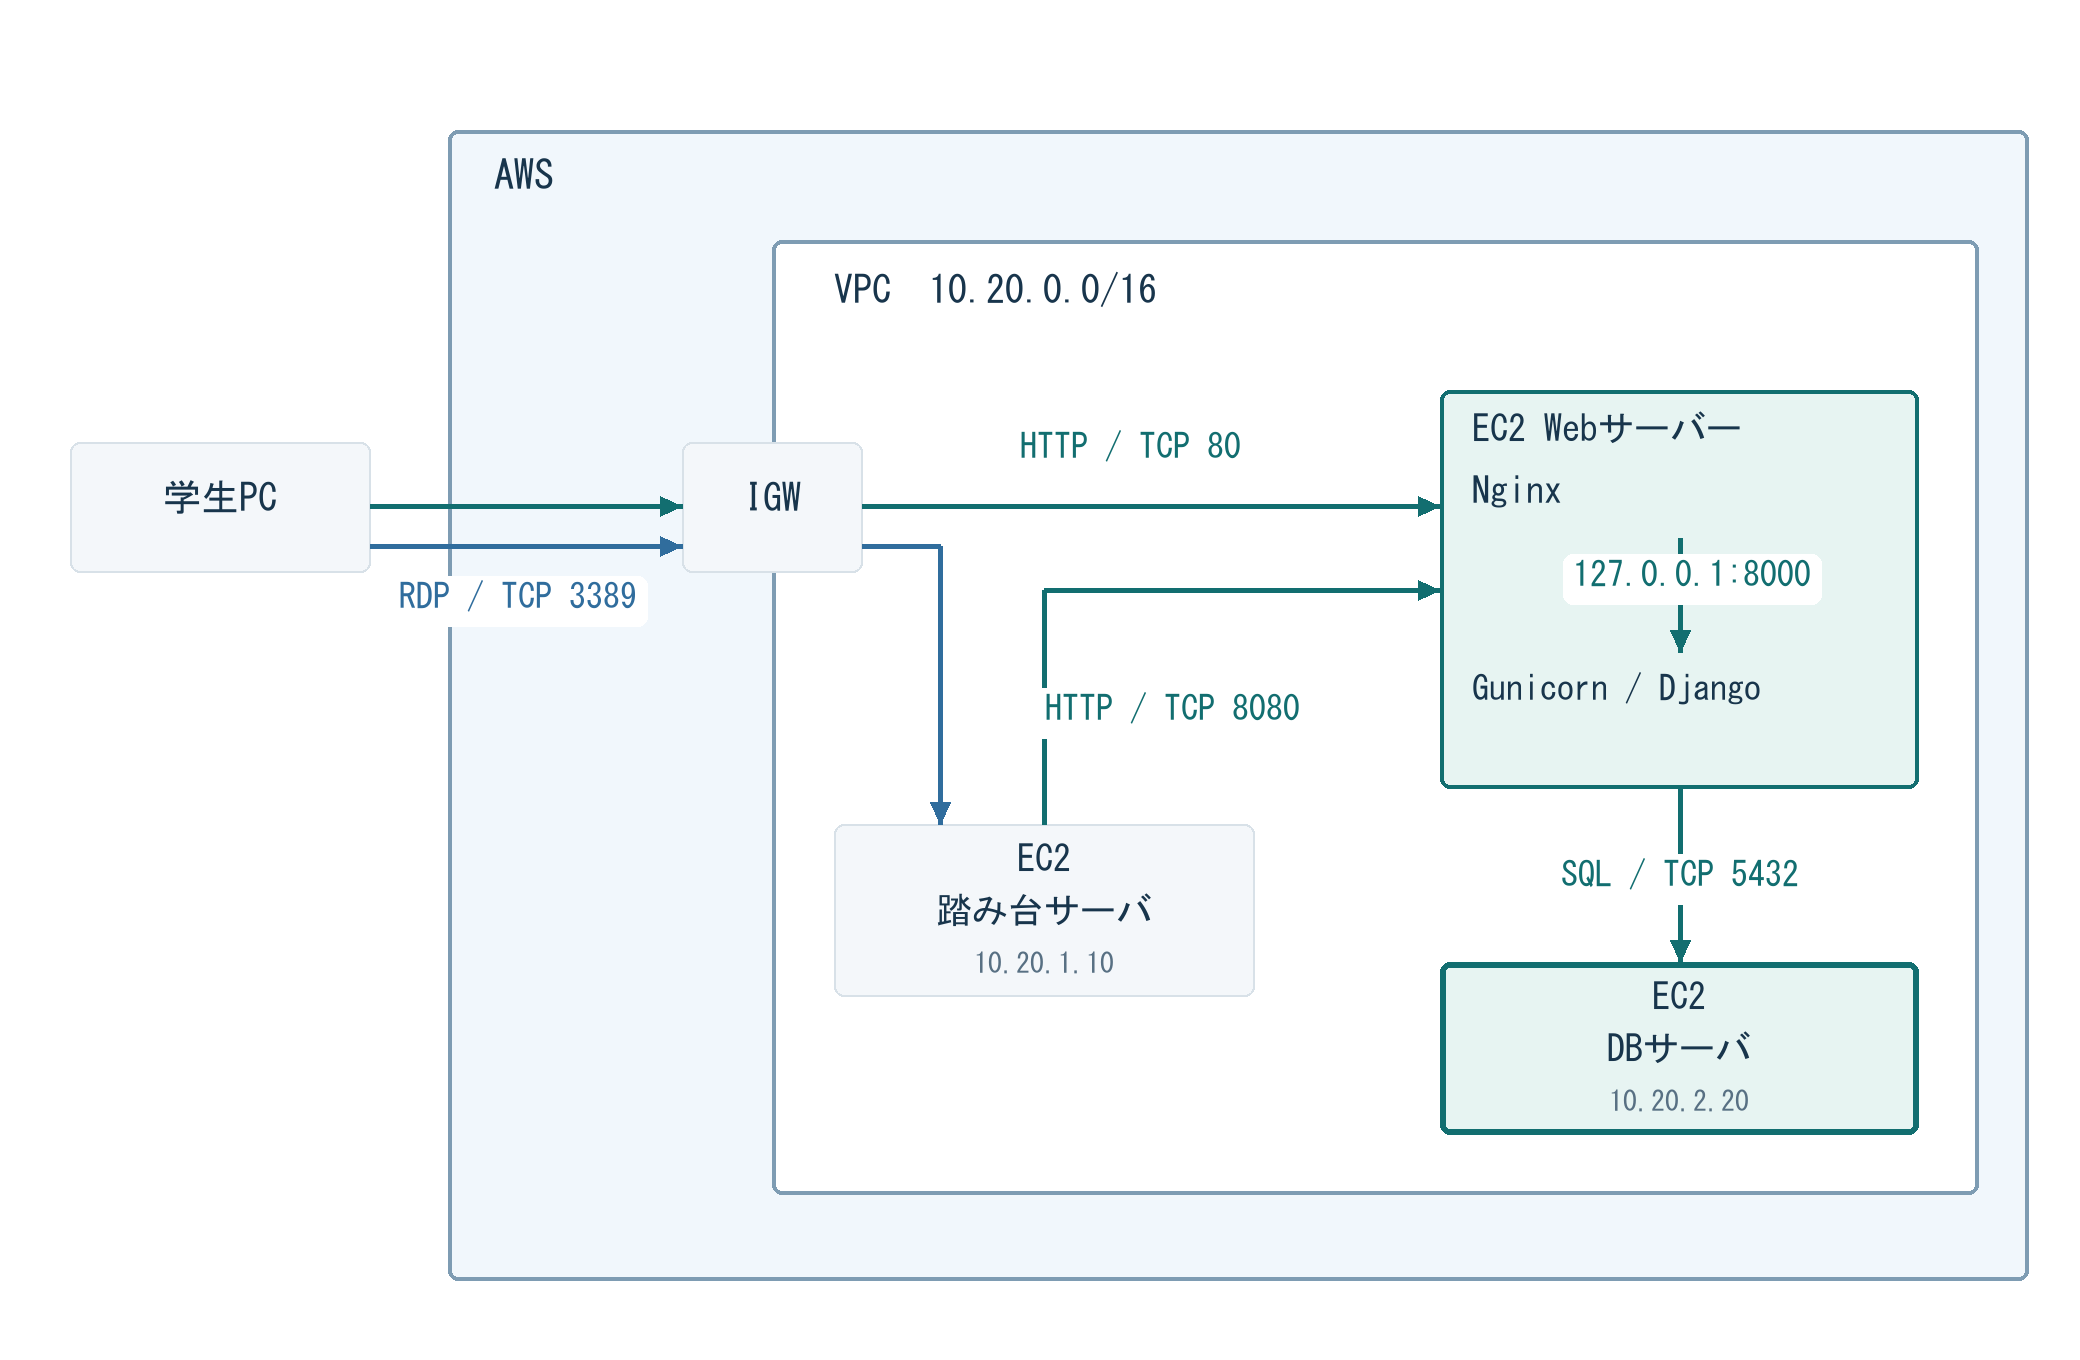 AWS
VPC  10.20.0.0/16
学生PC
IGW
RDP / TCP 3389
HTTP / TCP 80
EC2 Webサーバー
Nginx
127.0.0.1:8000
Gunicorn / Django
HTTP / TCP 8080
EC2
踏み台サーバ
10.20.1.10
SQL / TCP 5432
EC2
DBサーバ
10.20.2.20